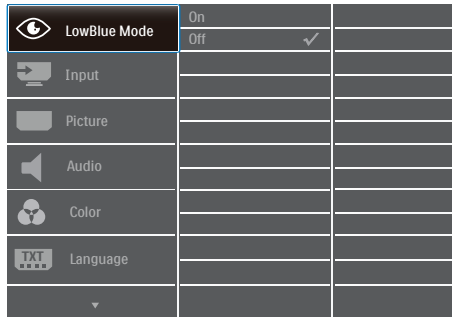 LowBlue Mode
On
Off
Input
Picture
Audio
Color
TXT
Language